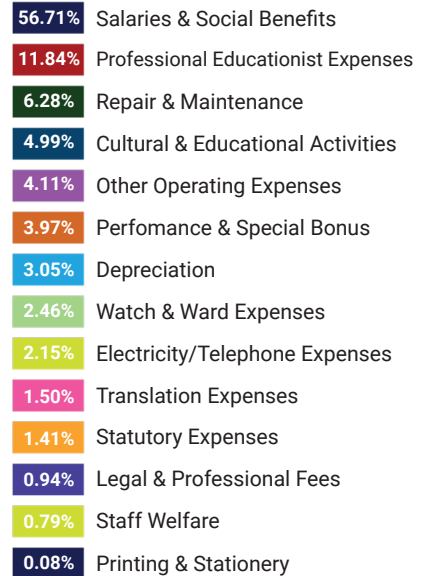 56.71% Salaries & Social Benefits
11.84% Professional Educationist Expenses
6.28% Repair & Maintenance
4.99% Cultural & Educational Activities
4.11% Other Operating Expenses
3.97% Perfomance & Special Bonus
3.05% Depreciation
2.46% Watch & Ward Expenses
2.15% Electricity/Telephone Expenses
1.50% Translation Expenses
1.41% Statutory Expenses
0.94% Legal & Professional Fees
0.79% Staff Welfare
0.08% Printing & Stationery